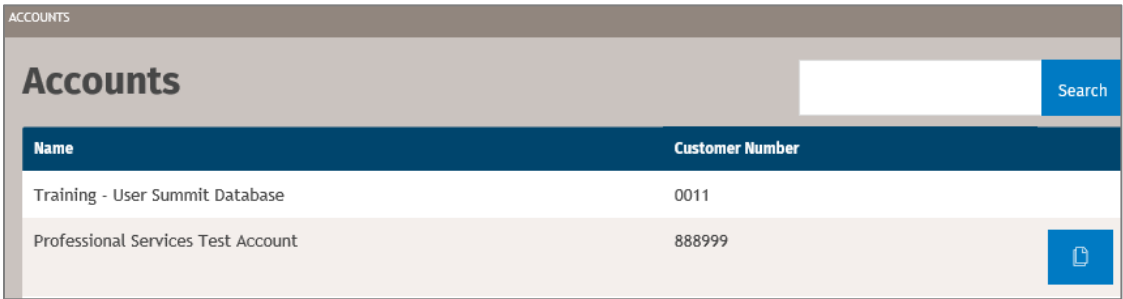 ACCOUNTS
Accounts
Search
Name Customer Number
Training - User Summit Database 0011
Professional Services Test Account 888999